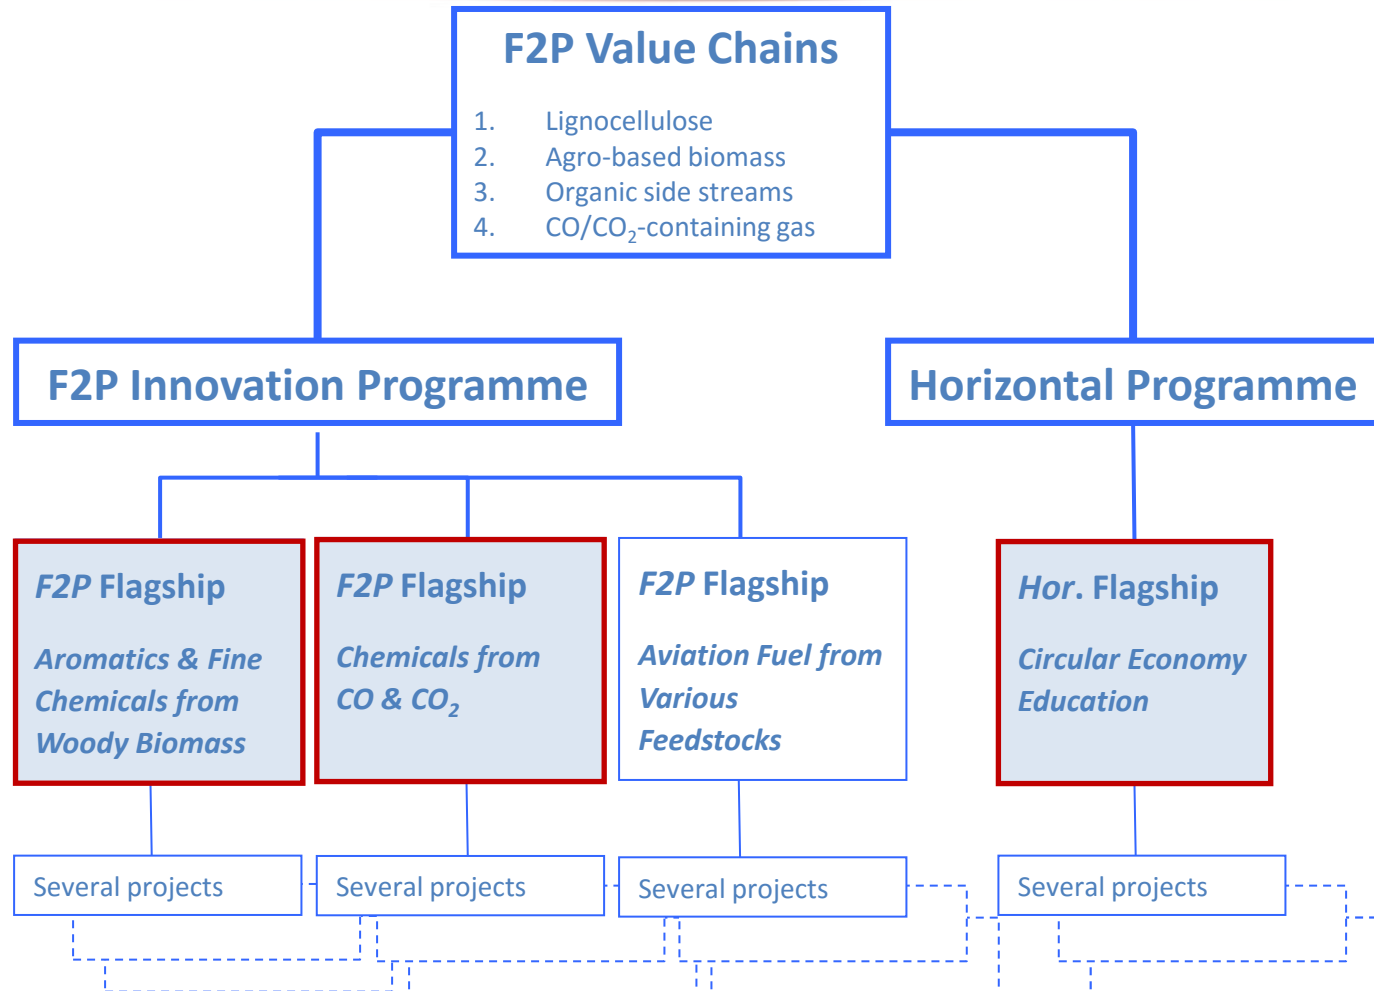 F2P Value Chains
1. Lignocellulose
2. Agro-based biomass
3. Organic side streams
4. CO/CO₂-containing gas
F2P Innovation Programme
Horizontal Programme
F2P Flagship
Aromatics & Fine
Chemicals from
Woody Biomass
F2P Flagship
Chemicals from
CO & CO₂
F2P Flagship
Aviation Fuel from
Various
Feedstocks
Hor. Flagship
Circular Economy
Education
Several projects
Several projects
Several projects
Several projects